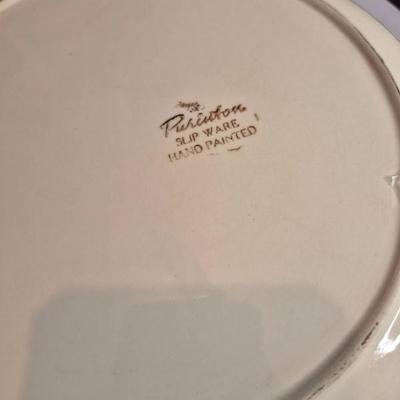 Purinton
SLIP WARE
HAND PAINTED